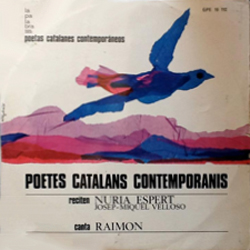 poetas catalanes contemporáneos
POETES CATALANS CONTEMPORANIS
reciten NURIA ESPERT
JOSEP-MIQUEL VELLOSO
canta RAIMON